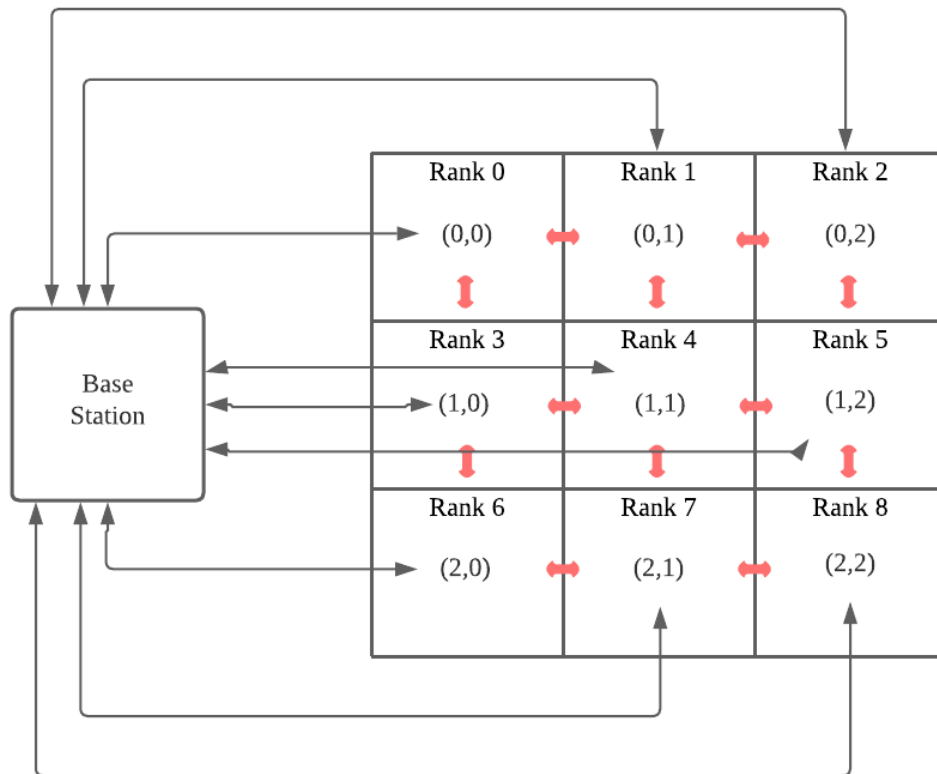 Rank 0
Rank 1
Rank 2
(0,0)
(0,1)
(0,2)
Rank 3
Rank 4
Rank 5
Base
Station
(1,0)
(1,1)
(1,2)
Rank 6
Rank 7
Rank 8
(2,0)
(2,1)
(2,2)